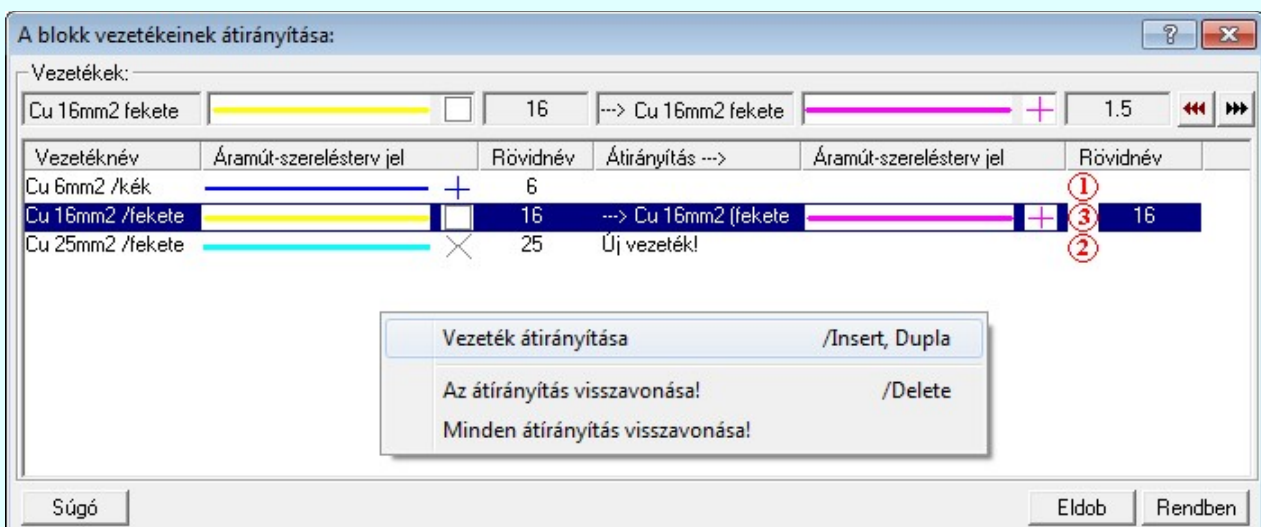 A blokk vezetékeinek átirányítása:
Vezetékek:
Cu 16mm2 fekete 16 ---> Cu 16mm2 fekete 1.5
Vezetéknév Áramút-szerelésterv jel Rövidnév Átirányítás ---> Áramút-szerelésterv jel Rövidnév
Cu 6mm2 /kék 6 1
Cu 16mm2 /fekete 16 ---> Cu 16mm2 (fekete 3 16
Cu 25mm2 /fekete 25 Új vezeték! 2
Vezeték átirányítása /Insert, Dupla
Az átírányítás visszavonása! /Delete
Minden átírányítás visszavonása!
Súgó Eldob Rendben